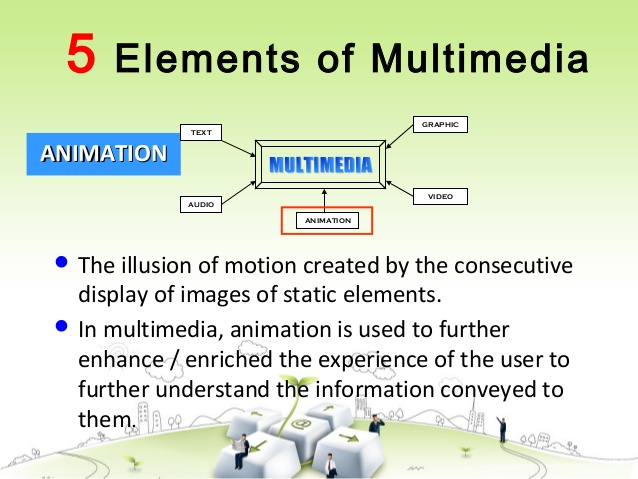 5 Elements of Multimedia
TEXT
GRAPHIC
ANIMATION
MULTIMEDIA
AUDIO
VIDEO
ANIMATION
The illusion of motion created by the consecutive
display of images of static elements.
In multimedia, animation is used to further
enhance / enriched the experience of the user to
further understand the information conveyed to
them.